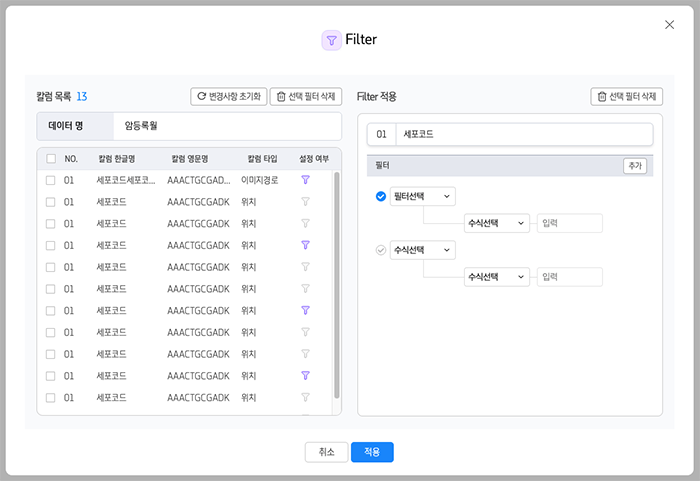 Filter
칼럼 목록 13 변경사항 초기화 선택 필터 삭제
데이터 명 암등록월
NO. 칼럼 한글명 칼럼 영문명 칼럼 타입 설정 여부
01 세포코드세포코... AAACTGCGAD... 이미지경로
01 세포코드 AAACTGCGADK 위치
01 세포코드 AAACTGCGADK 위치
01 세포코드 AAACTGCGADK 위치
01 세포코드 AAACTGCGADK 위치
01 세포코드 AAACTGCGADK 위치
01 세포코드 AAACTGCGADK 위치
01 세포코드 AAACTGCGADK 위치
01 세포코드 AAACTGCGADK 위치
01 세포코드 AAACTGCGADK 위치
01 세포코드 AAACTGCGADK 위치
Filter 적용 선택 필터 삭제
01 세포코드
필터 추가
필터선택
수식선택 입력
수식선택
수식선택 입력
취소 적용